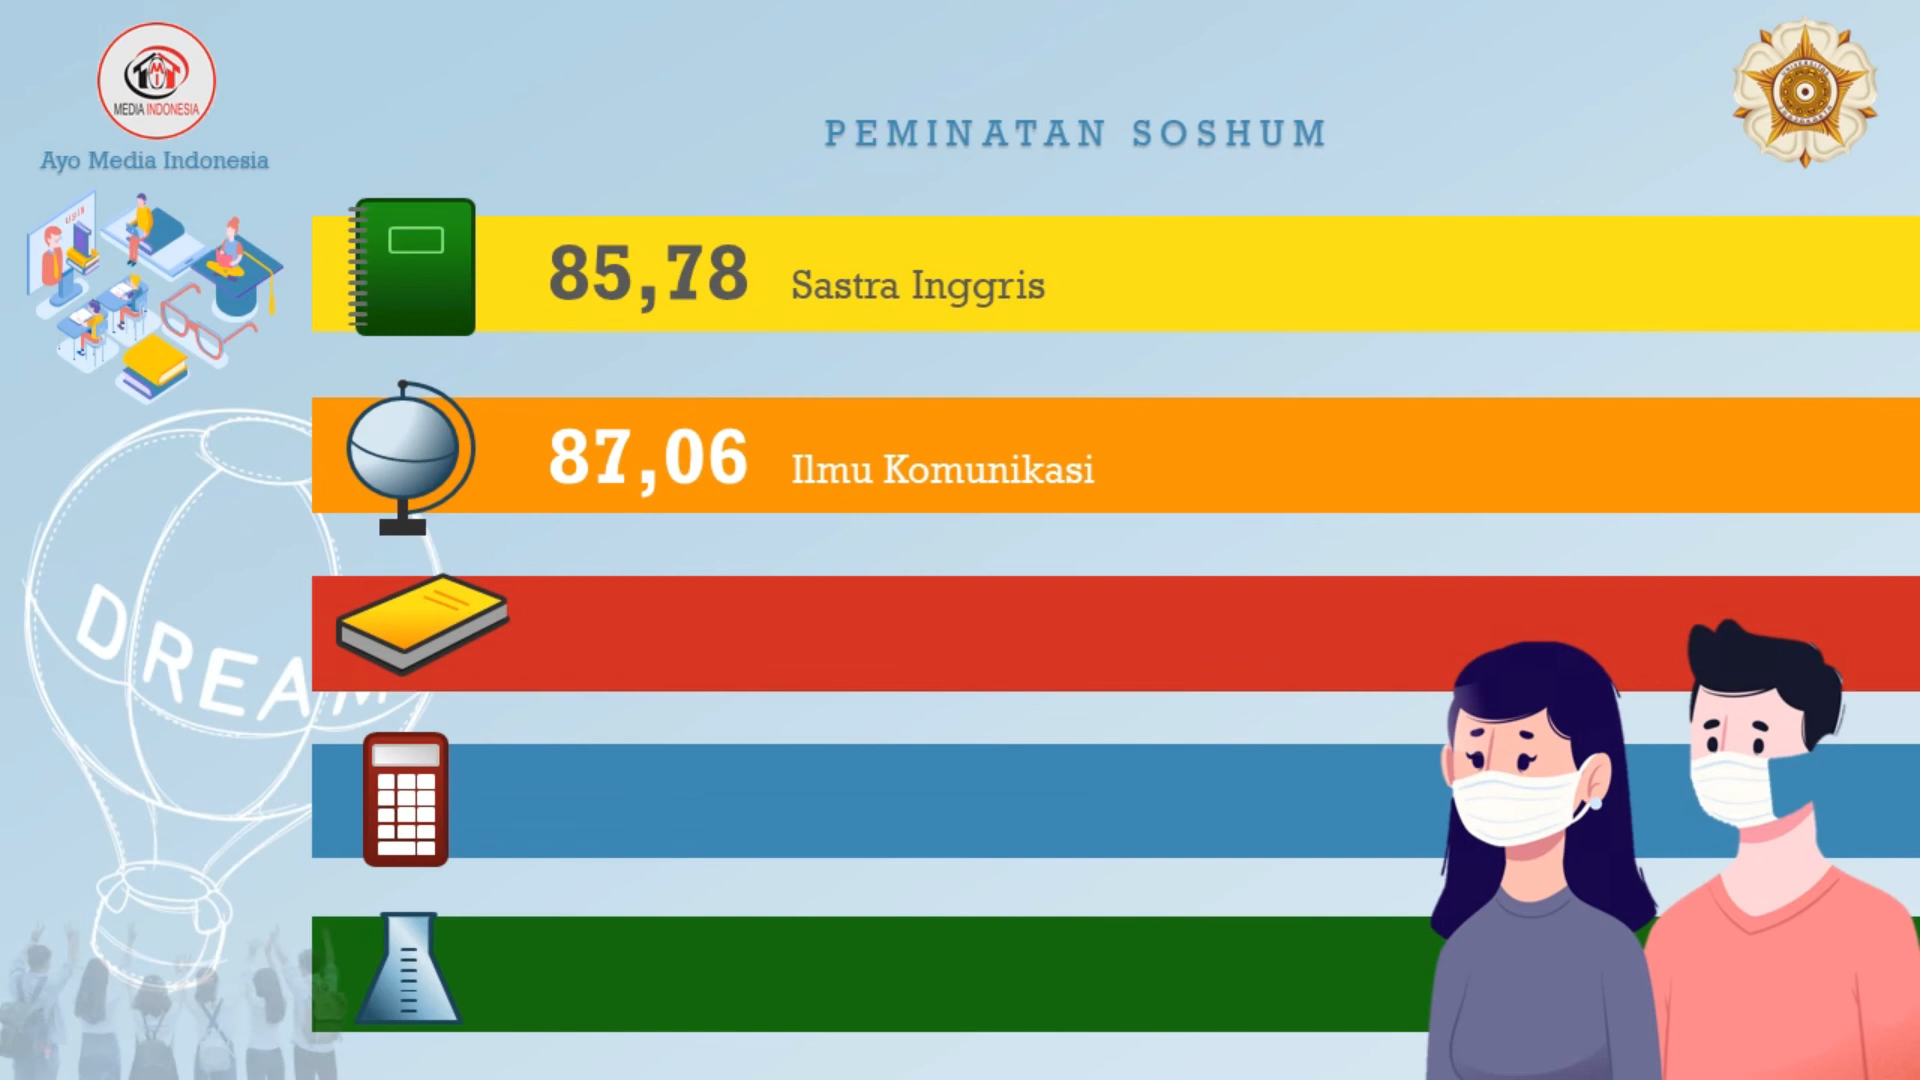 MEDIA INDONESIA
Ayo Media Indonesia
PEMINATAN SOSHUM
85,78 Sastra Inggris
87,06 Ilmu Komunikasi
DREAM